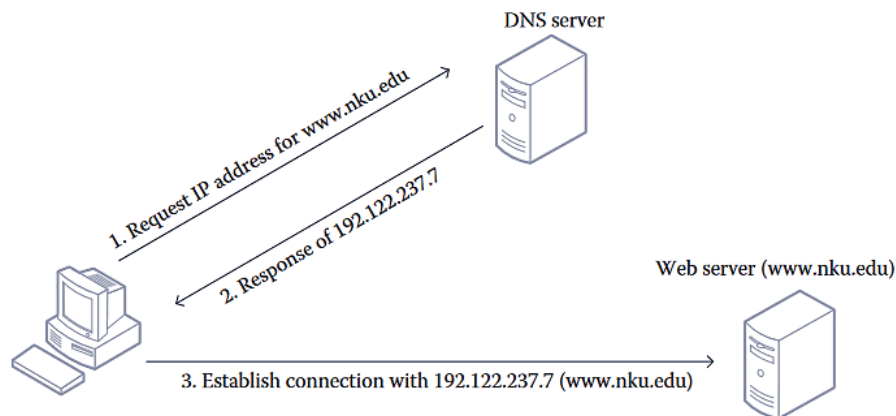 DNS server
1. Request IP address for www.nku.edu
2. Response of 192.122.237.7
Web server (www.nku.edu)
3. Establish connection with 192.122.237.7 (www.nku.edu)